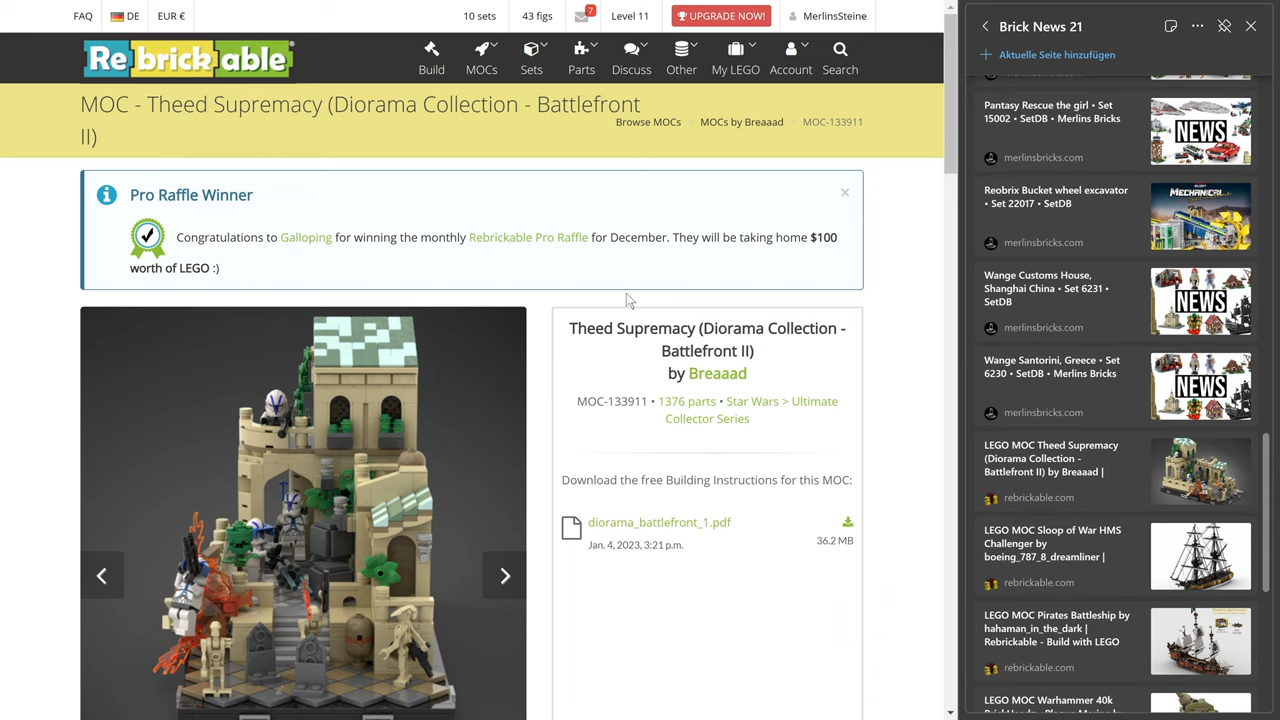 FAQ
DE
EUR €
10 sets
43 figs
7
Level 11
UPGRADE NOW!
MerlinsSteine
Rebrickable®
Build
MOCs
Sets
Parts
Discuss
Other
My LEGO
Account
Search
MOC - Theed Supremacy (Diorama Collection - Battlefront
II)
Browse MOCs
MOCs by Breaaad
MOC-133911
Pro Raffle Winner
×
Congratulations to Galloping for winning the monthly Rebrickable Pro Raffle for December. They will be taking home $100
worth of LEGO :)
Theed Supremacy (Diorama Collection -
Battlefront II)
by Breaaad
MOC-133911 • 1376 parts • Star Wars > Ultimate
Collector Series
Download the free Building Instructions for this MOC:
diorama_battlefront_1.pdf
Jan. 4, 2023, 3:21 p.m.
36.2 MB
Brick News 21
Aktuelle Seite hinzufügen
Pantasy Rescue the girl • Set
15002 • SetDB • Merlins Bricks
merlinsbricks.com
NEWS
Reobrix Bucket wheel excavator
• Set 22017 • SetDB
merlinsbricks.com
MECHANICAL
Wange Customs House,
Shanghai China • Set 6231 •
SetDB
merlinsbricks.com
NEWS
Wange Santorini, Greece • Set
6230 • SetDB • Merlins Bricks
merlinsbricks.com
NEWS
LEGO MOC Theed Supremacy
(Diorama Collection -
Battlefront II) by Breaaad |
rebrickable.com
LEGO MOC Sloop of War HMS
Challenger by
boeing_787_8_dreamliner |
rebrickable.com
LEGO MOC Pirates Battleship by
hahaman_in_the_dark |
Rebrickable - Build with LEGO
rebrickable.com
LEGO MOC Warhammer 40k